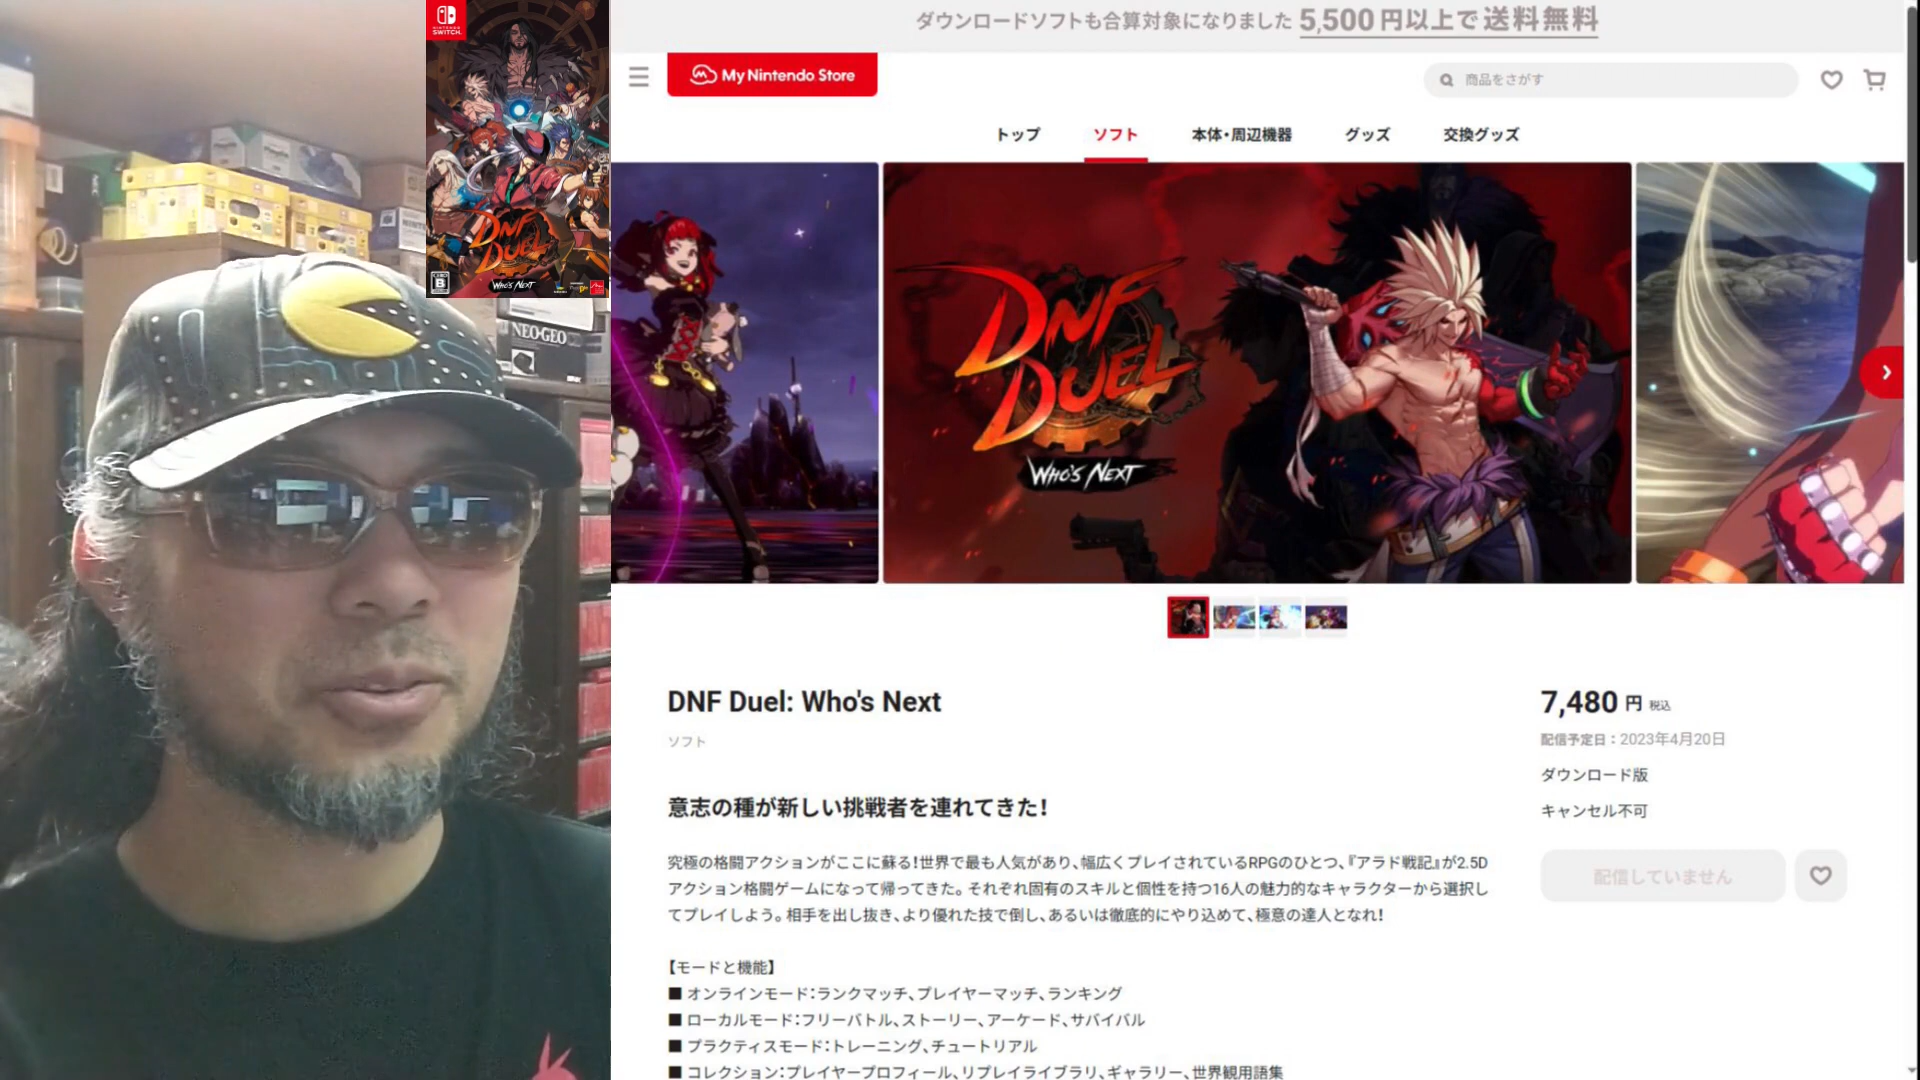 NINTENDO
SWITCH
DNF
DUEL
WHO'S NEXT
B
NEO·GEO
ダウンロードソフトも合算対象になりました 5,500円以上で送料無料
My Nintendo Store
商品をさがす
トップ
ソフト
本体・周辺機器
グッズ
交換グッズ
DNF
DUEL
WHO'S NEXT
DNF Duel: Who's Next
ソフト
7,480 円 税込
配信予定日:2023年4月20日
ダウンロード版
キャンセル不可
配信していません
意志の種が新しい挑戦者を連れてきた!
究極の格闘アクションがここに蘇る!世界で最も人気があり、幅広くプレイされているRPGのひとつ、『アラド戦記』が2.5D
アクション格闘ゲームになって帰ってきた。それぞれ固有のスキルと個性を持つ16人の魅力的なキャラクターから選択し
てプレイしよう。相手を出し抜き、より優れた技で倒し、あるいは徹底的にやり込めて、極意の達人となれ!
【モードと機能】
■ オンラインモード:ランクマッチ、プレイヤーマッチ、ランキング
■ ローカルモード:フリーバトル、ストーリー、アーケード、サバイバル
■ プラクティスモード:トレーニング、チュートリアル
■ コレクション:プレイヤープロフィール、リプレイライブラリ、ギャラリー、世界観用語集